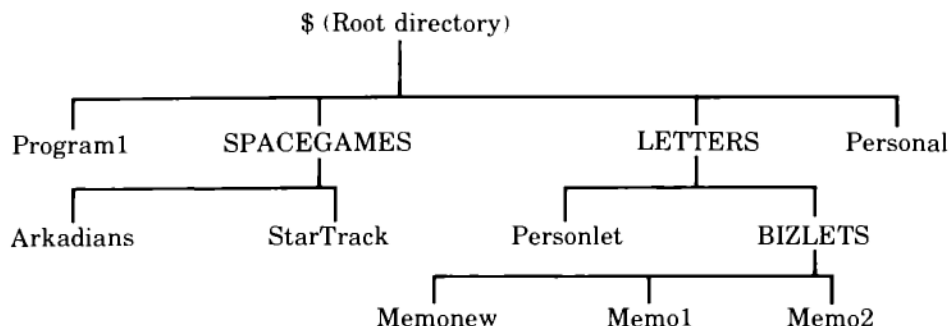 $ (Root directory)
Program1 SPACEGAMES LETTERS Personal
Arkadians StarTrack Personlet BIZLETS
Memonew Memo1 Memo2